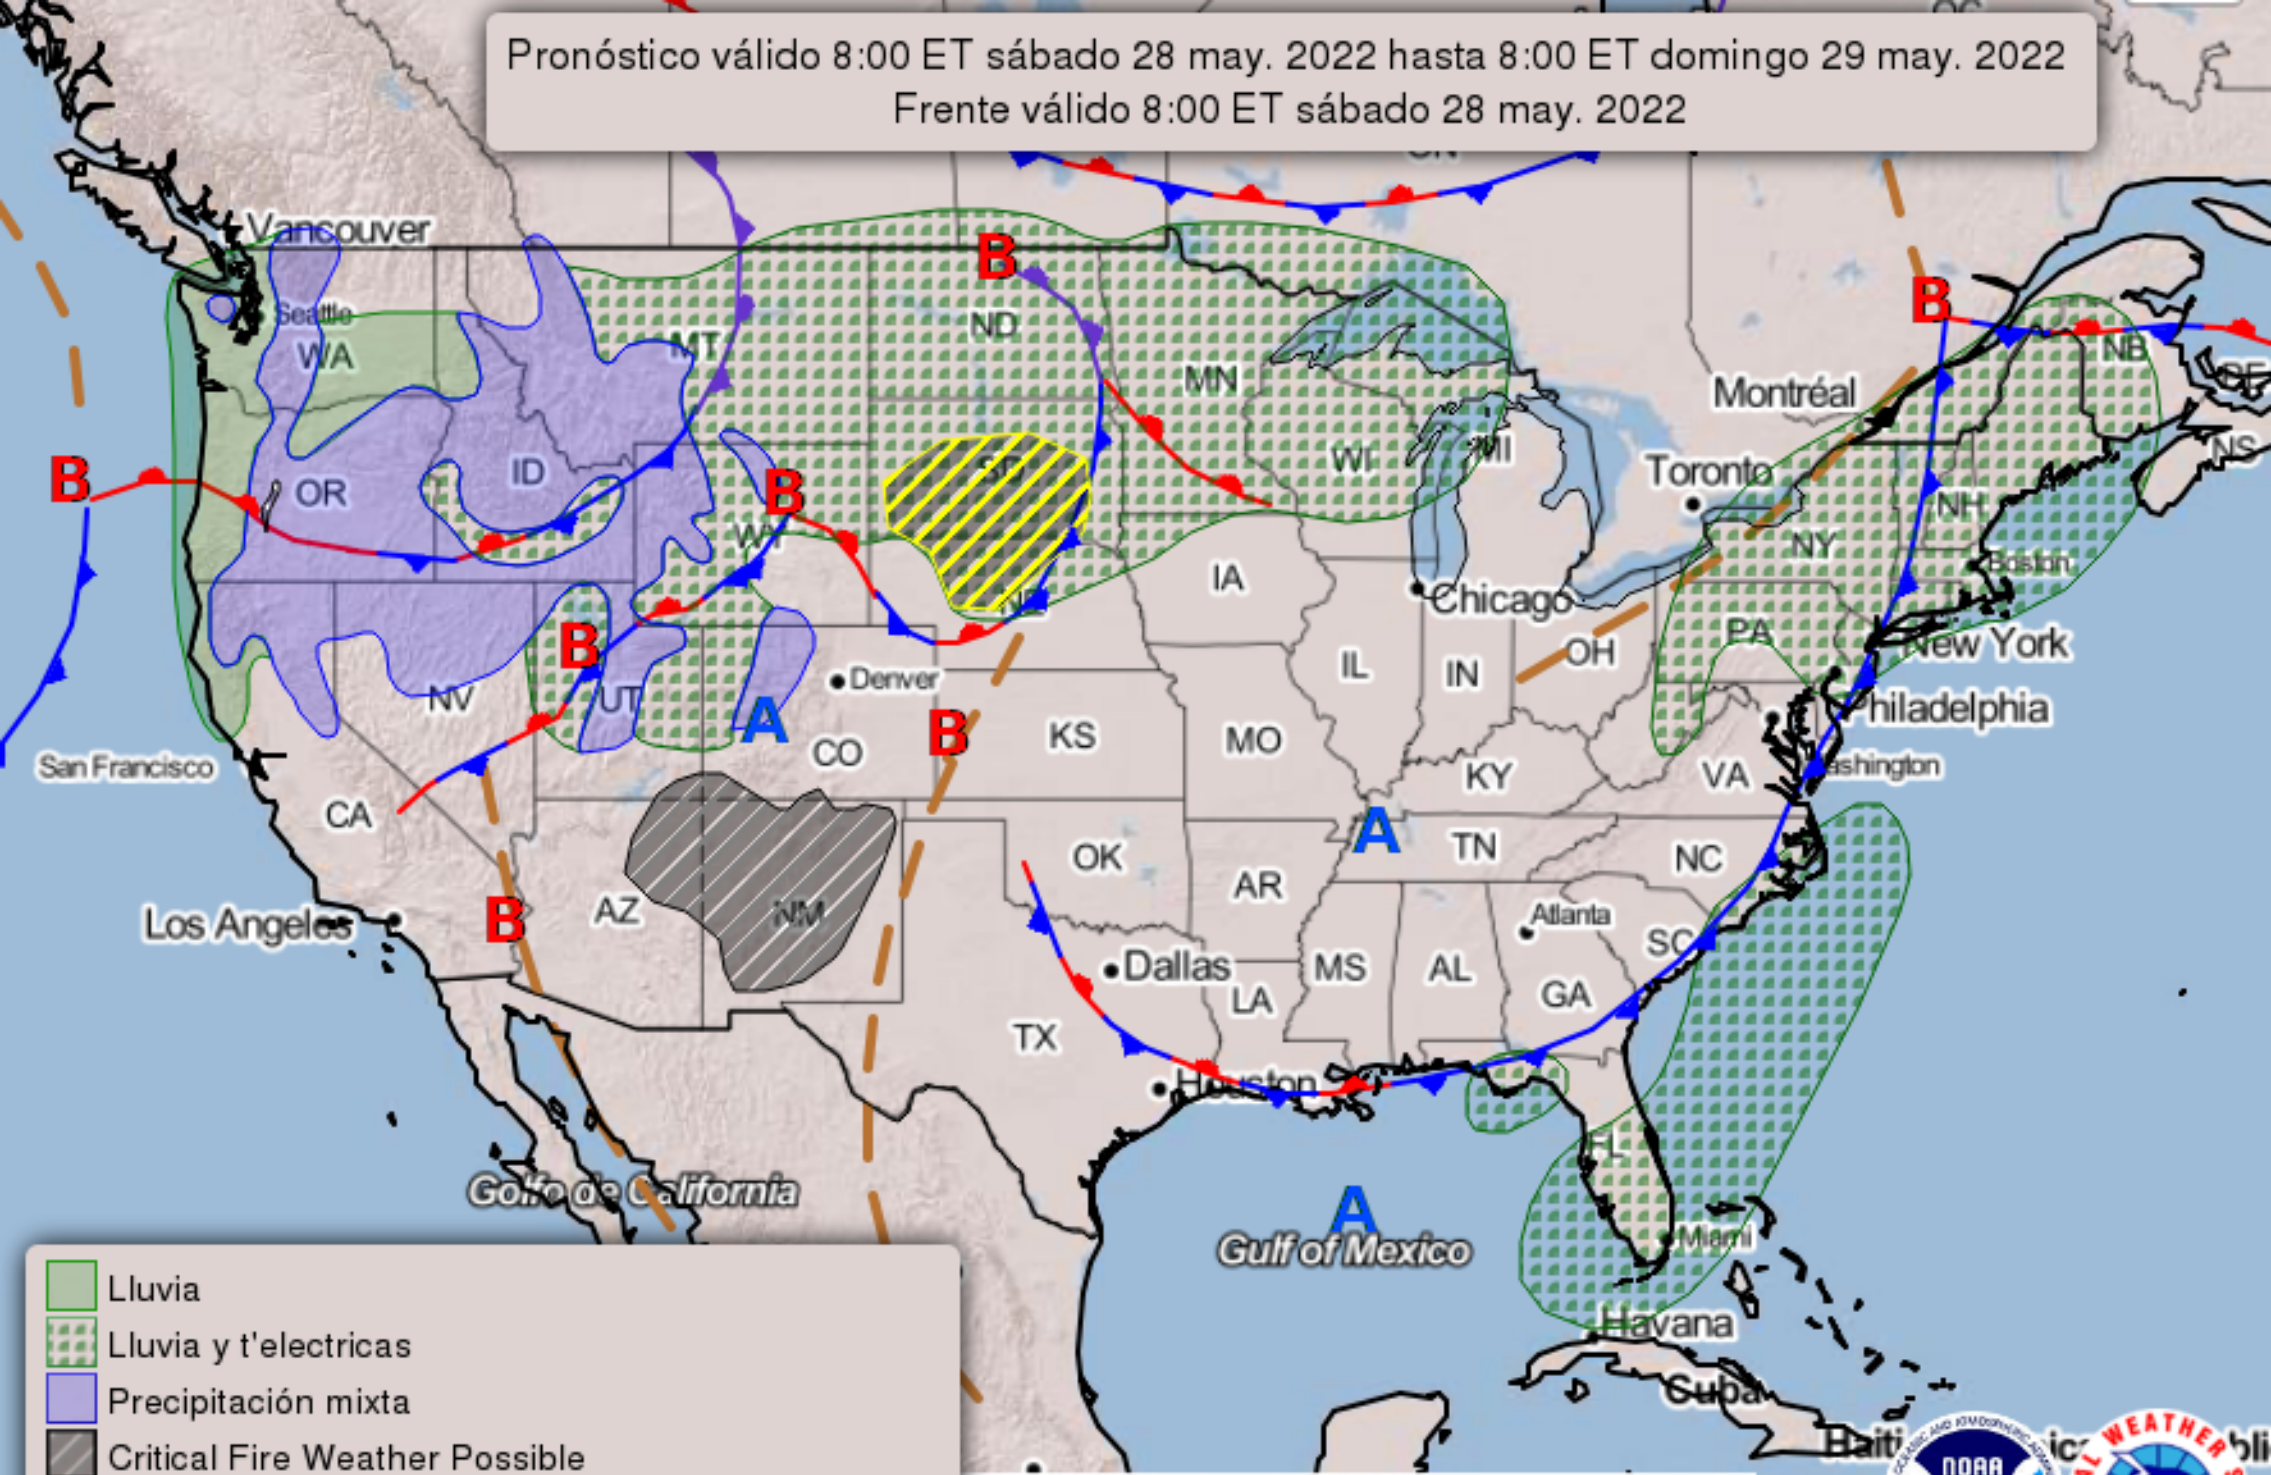 Pronóstico válido 8:00 ET sábado 28 may. 2022 hasta 8:00 ET domingo 29 may. 2022
Frente válido 8:00 ET sábado 28 may. 2022
Vancouver
B
ND
B
Seattle
WA
MT
NB
MN
Montréal
PE
B
OR
ID
SD
WI
MI
Toronto
NS
B
WY
NH
NY
IA
Boston
NE
Chicago
B
PA
New York
OH
IL
IN
NV
UT
Denver
A
B
CO
KS
MO
Philadelphia
San Francisco
KY
VA
ashington
CA
A
OK
TN
NC
AR
Los Angeles
B
AZ
NM
Atlanta
SC
Dallas
MS
AL
GA
LA
TX
Houston
FL
Golfo de California
A
Gulf of Mexico
Miami
Havana
Cuba
Haiti
Lluvia
Lluvia y t'electricas
Precipitación mixta
Critical Fire Weather Possible
NOAA
WEATHER